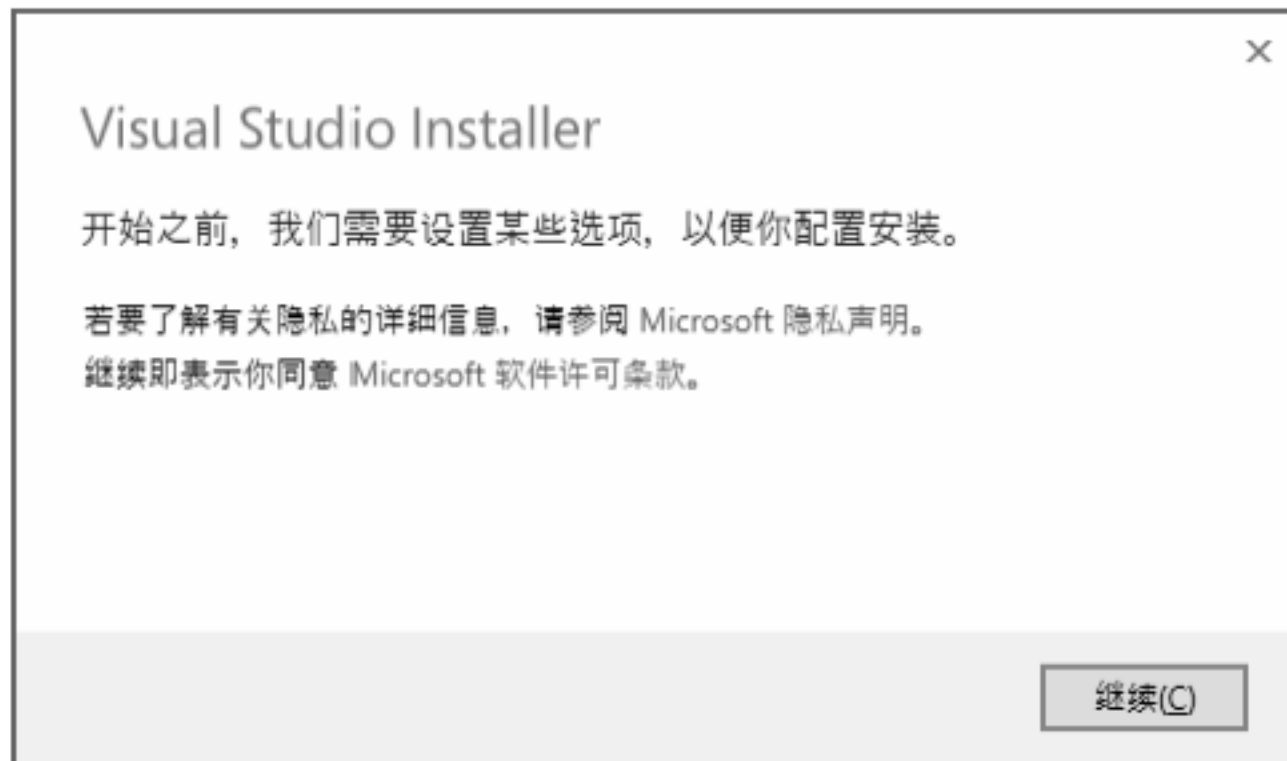 Visual Studio Installer
开始之前，我们需要设置某些选项，以便你配置安装。
若要了解有关隐私的详细信息，请参阅 Microsoft 隐私声明。
继续即表示你同意 Microsoft 软件许可条款。
继续(C)